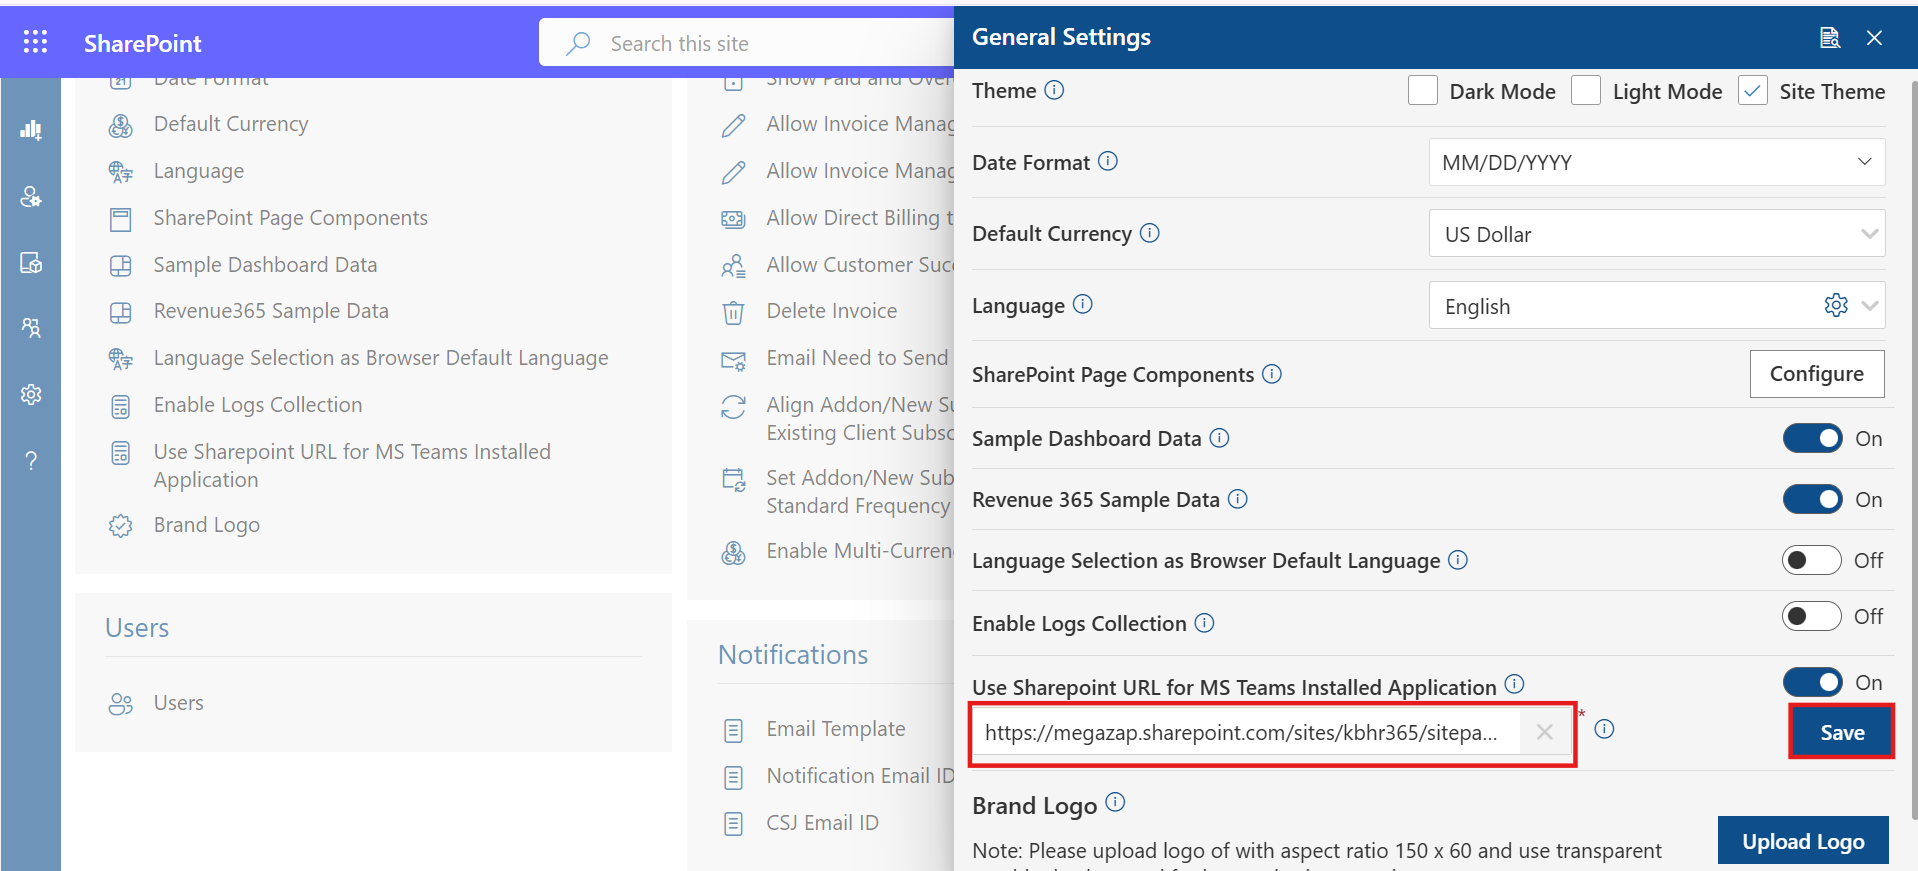 SharePoint
Search this site
Date Format
Default Currency
Language
SharePoint Page Components
Sample Dashboard Data
Revenue365 Sample Data
Language Selection as Browser Default Language
Enable Logs Collection
Use Sharepoint URL for MS Teams Installed
Application
Brand Logo
Users
Users
Show Paid and Over
Allow Invoice Manag
Allow Invoice Manag
Allow Direct Billing t
Allow Customer Suc
Delete Invoice
Email Need to Send
Align Addon/New Su
Existing Client Subsc
Set Addon/New Sub
Standard Frequency
Enable Multi-Curren
Notifications
Email Template
Notification Email ID
CSJ Email ID
General Settings
Theme
Dark Mode
Light Mode
Site Theme
Date Format
MM/DD/YYYY
Default Currency
US Dollar
Language
English
SharePoint Page Components
Configure
Sample Dashboard Data
On
Revenue 365 Sample Data
On
Language Selection as Browser Default Language
Off
Enable Logs Collection
Off
Use Sharepoint URL for MS Teams Installed Application
On
https://megazap.sharepoint.com/sites/kbhr365/sitepa...
*
Save
Brand Logo
Note: Please upload logo of with aspect ratio 150 x 60 and use transparent
Upload Logo